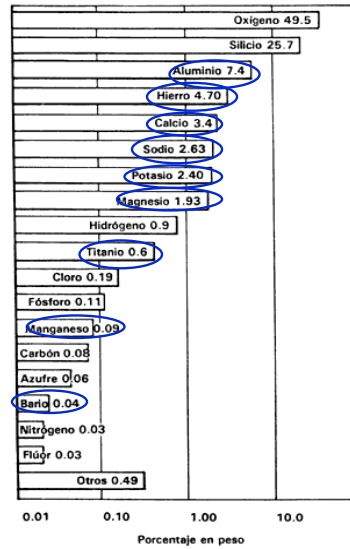 Oxígeno 49.5
Silicio 25.7
Aluminio 7.4
Hierro 4.70
Calcio 3.4
Sodio 2.63
Potasio 2.40
Magnesio 1.93
Hidrógeno 0.9
Titanio 0.6
Cloro 0.19
Fósforo 0.11
Manganeso 0.09
Carbón 0.08
Azufre 0.06
Bario 0.04
Nitrógeno 0.03
Flúor 0.03
Otros 0.49
0.01 0.10 1.00 10.0
Porcentaje en peso